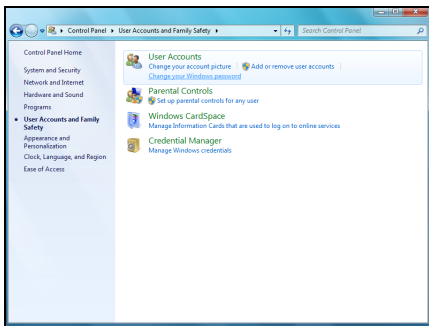 Control Panel ▸ User Accounts and Family Safety ▸
Search Control Panel
Control Panel Home
System and Security
Network and Internet
Hardware and Sound
Programs
User Accounts and Family
Safety
Appearance and
Personalization
Clock, Language, and Region
Ease of Access
User Accounts
Change your account picture
Add or remove user accounts
Change your Windows password
Parental Controls
Set up parental controls for any user
Windows CardSpace
Manage Information Cards that are used to log on to online services
Credential Manager
Manage Windows credentials